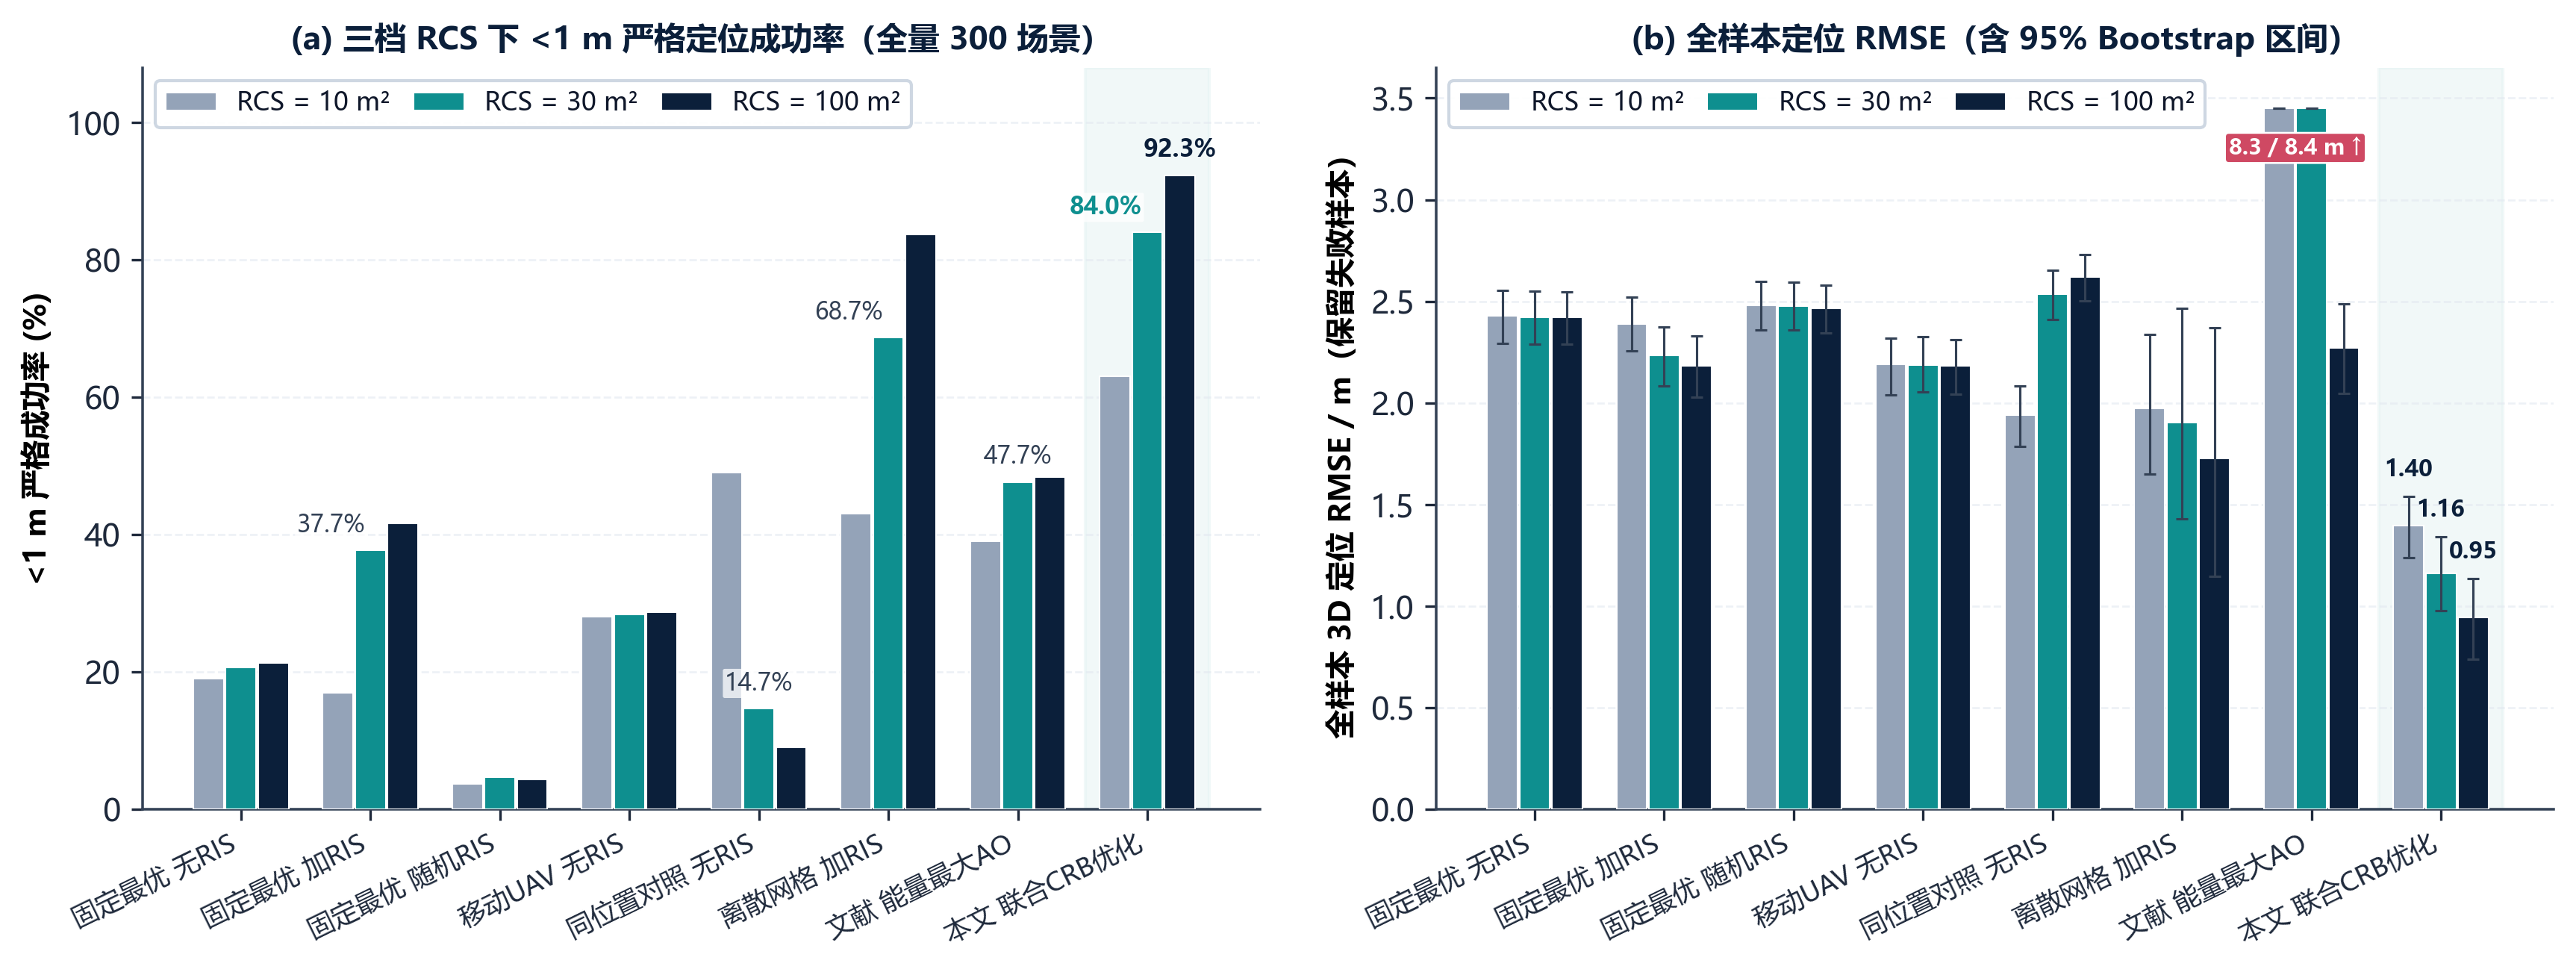 (a) 三档 RCS 下 <1 m 严格定位成功率（全量 300 场景）
RCS = 10 m²
RCS = 30 m²
RCS = 100 m²
<1 m 严格成功率 (%)
100
80
60
40
20
0
37.7%
14.7%
68.7%
47.7%
84.0%
92.3%
固定最优 无RIS
固定最优 加RIS
固定最优 随机RIS
移动UAV 无RIS
同位置对照 无RIS
离散网格 加RIS
文献 能量最大AO
本文 联合CRB优化
(b) 全样本定位 RMSE（含 95% Bootstrap 区间）
RCS = 10 m²
RCS = 30 m²
RCS = 100 m²
全样本 3D 定位 RMSE / m（保留失败样本）
3.5
3.0
2.5
2.0
1.5
1.0
0.5
0.0
8.3 / 8.4 m ↑
1.40
1.16
0.95
固定最优 无RIS
固定最优 加RIS
固定最优 随机RIS
移动UAV 无RIS
同位置对照 无RIS
离散网格 加RIS
文献 能量最大AO
本文 联合CRB优化